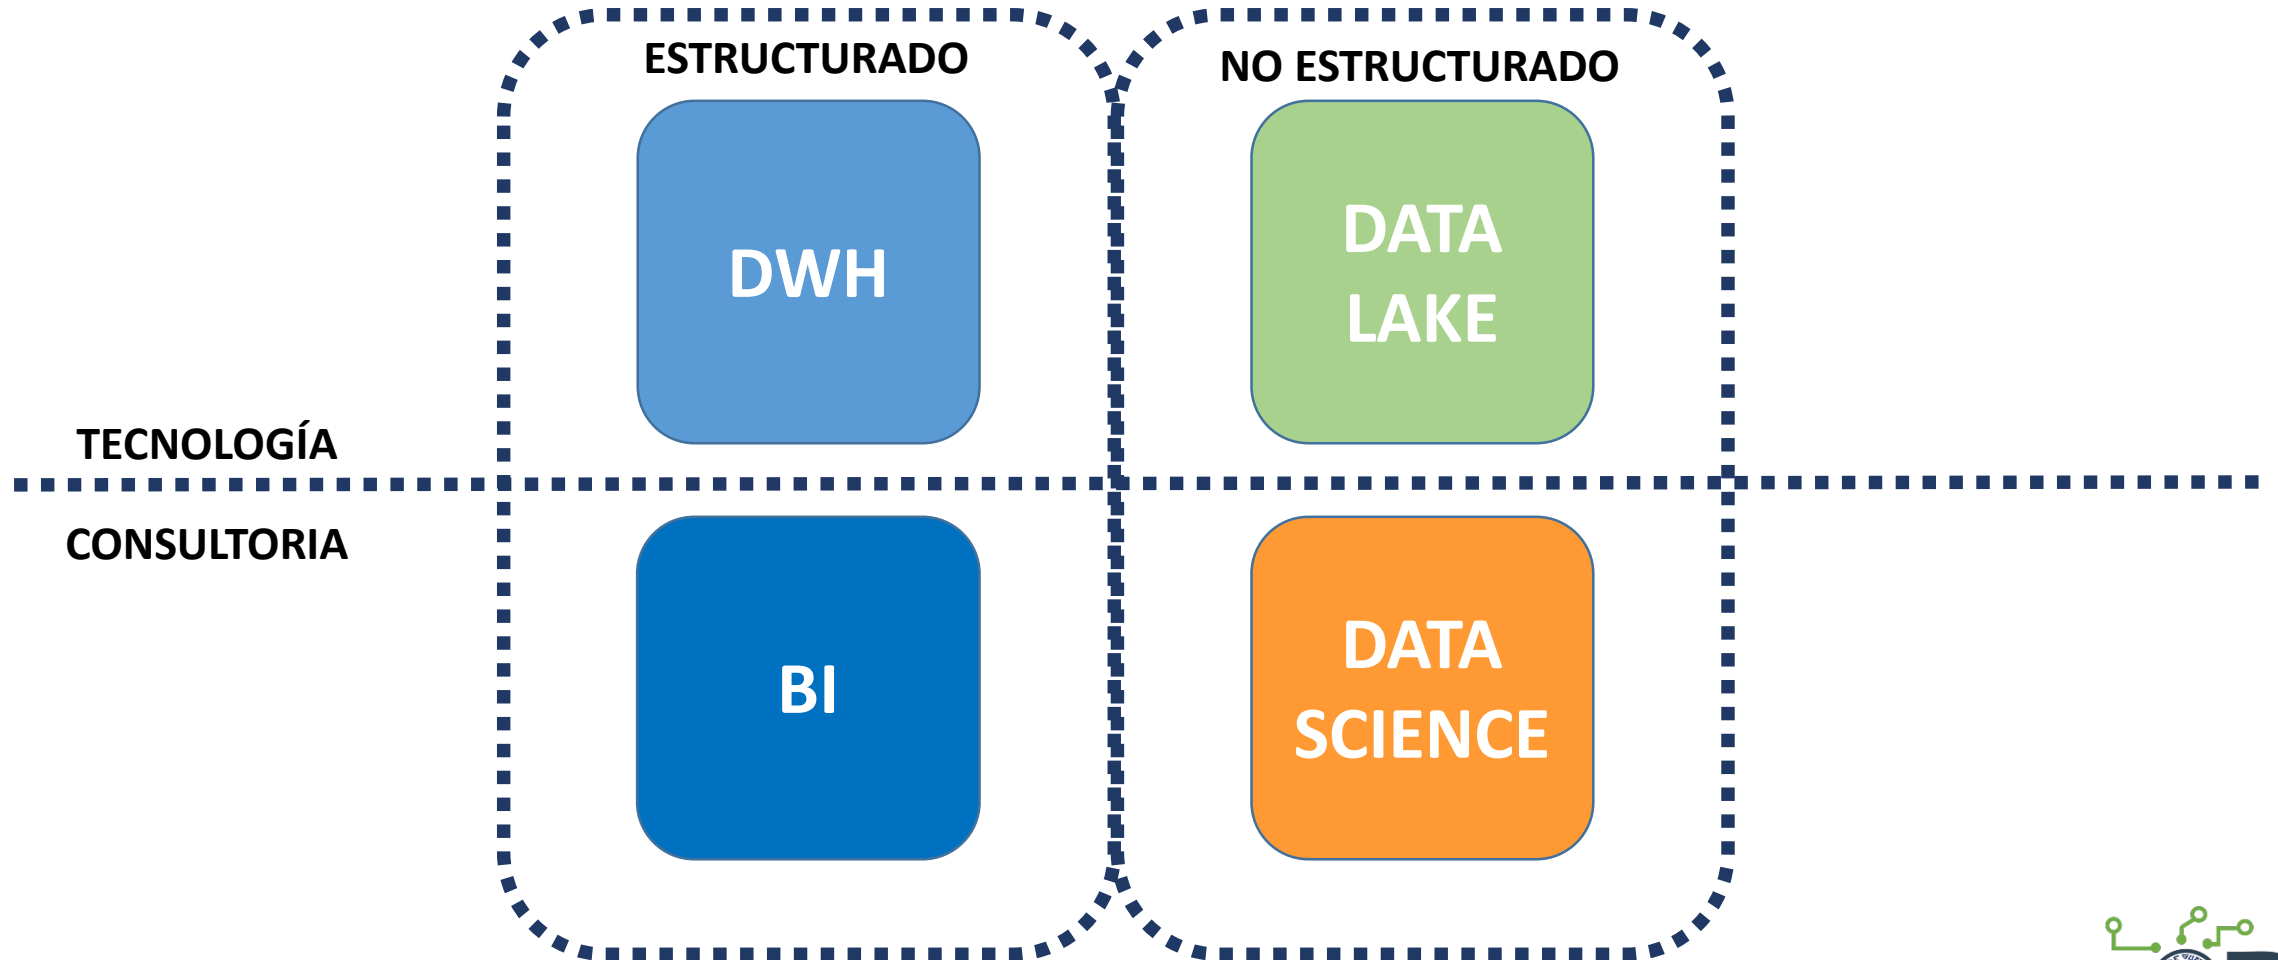 ESTRUCTURADO
NO ESTRUCTURADO
DWH
DATA
LAKE
TECNOLOGÍA
CONSULTORIA
BI
DATA
SCIENCE